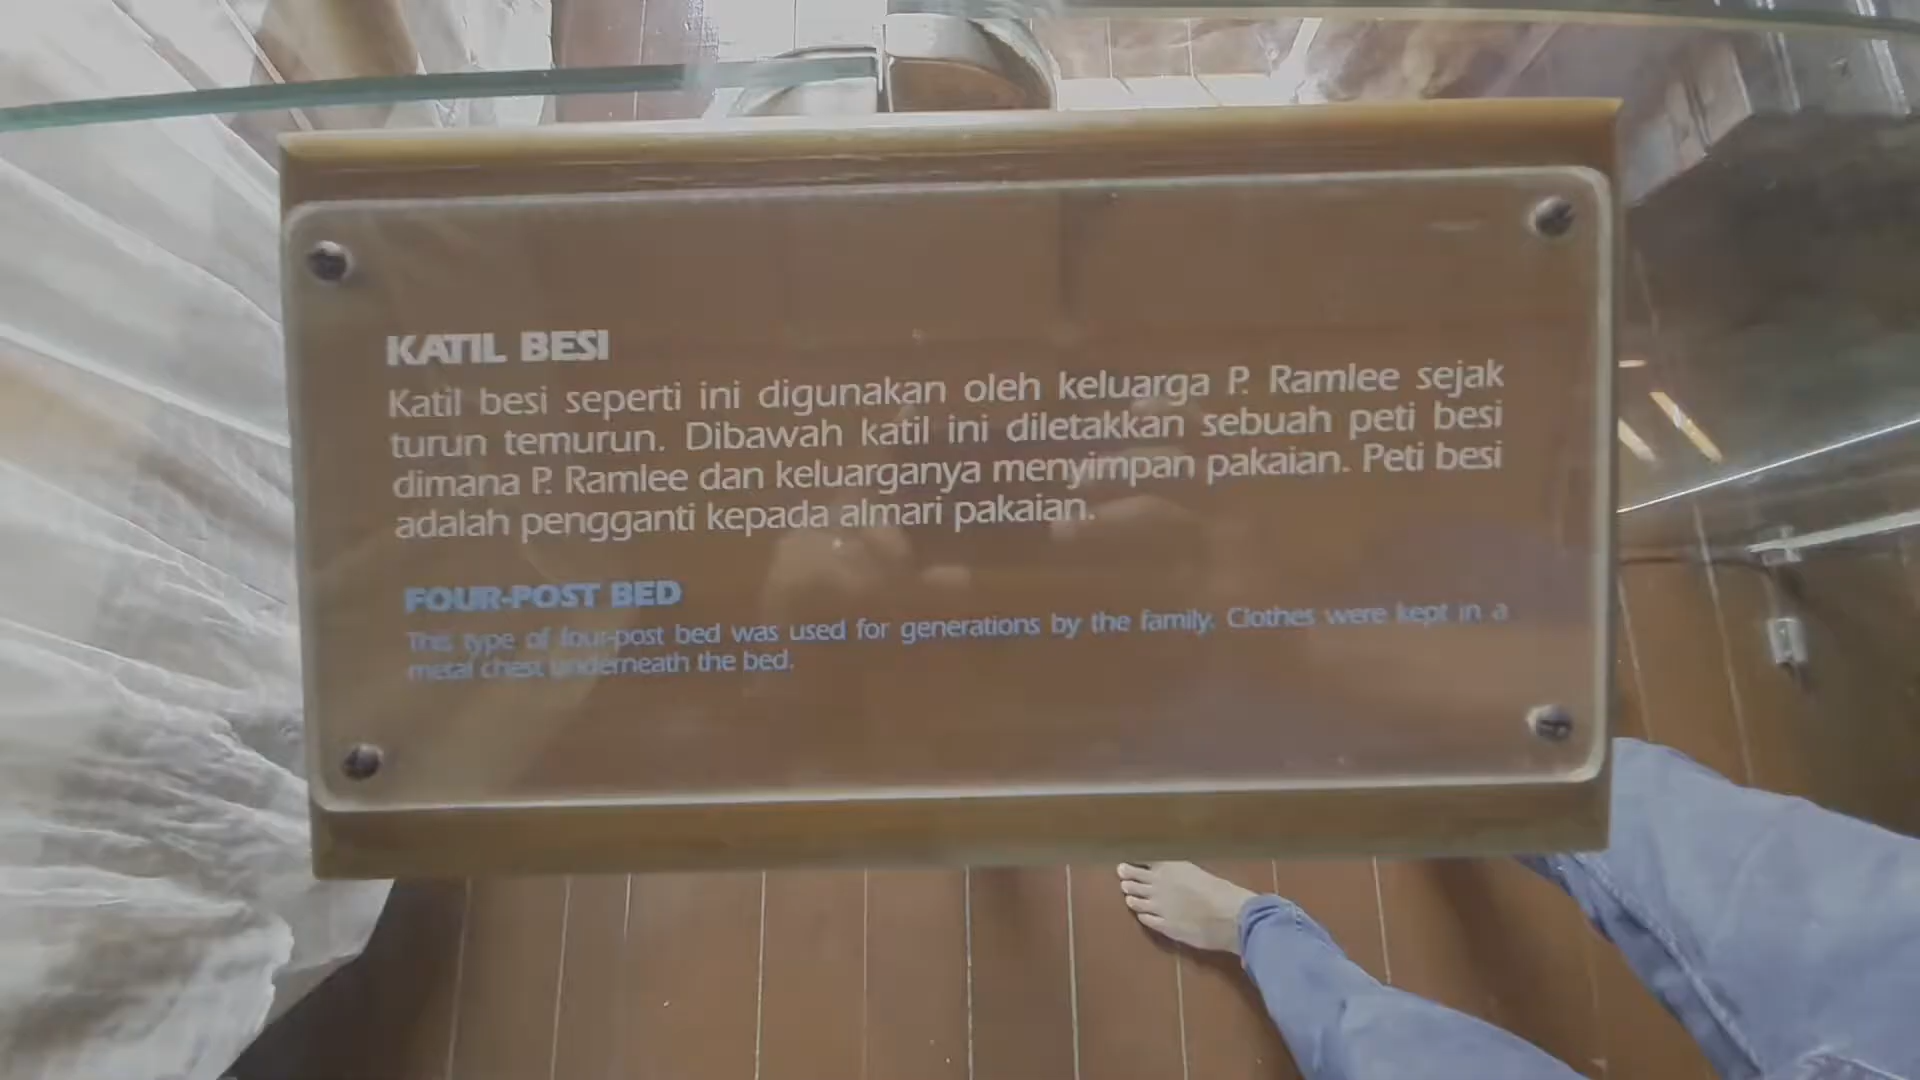 KATIL BESI
Katil besi seperti ini digunakan oleh keluarga P. Ramlee sejak
turun temurun. Dibawah katil ini diletakkan sebuah peti besi
dimana P. Ramlee dan keluarganya menyimpan pakaian. Peti besi
adalah pengganti kepada almari pakaian.
FOUR-POST BED
This type of four-post bed was used for generations by the family. Clothes were kept in a
metal chest underneath the bed.